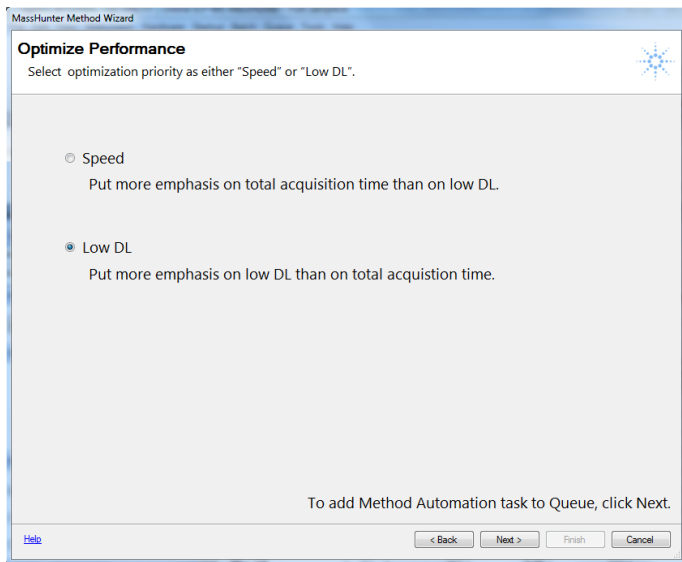 MassHunter Method Wizard
Optimize Performance
Select optimization priority as either "Speed" or "Low DL".
Speed
Put more emphasis on total acquisition time than on low DL.
Low DL
Put more emphasis on low DL than on total acquistion time.
To add Method Automation task to Queue, click Next.
Help
< Back
Next >
Finish
Cancel